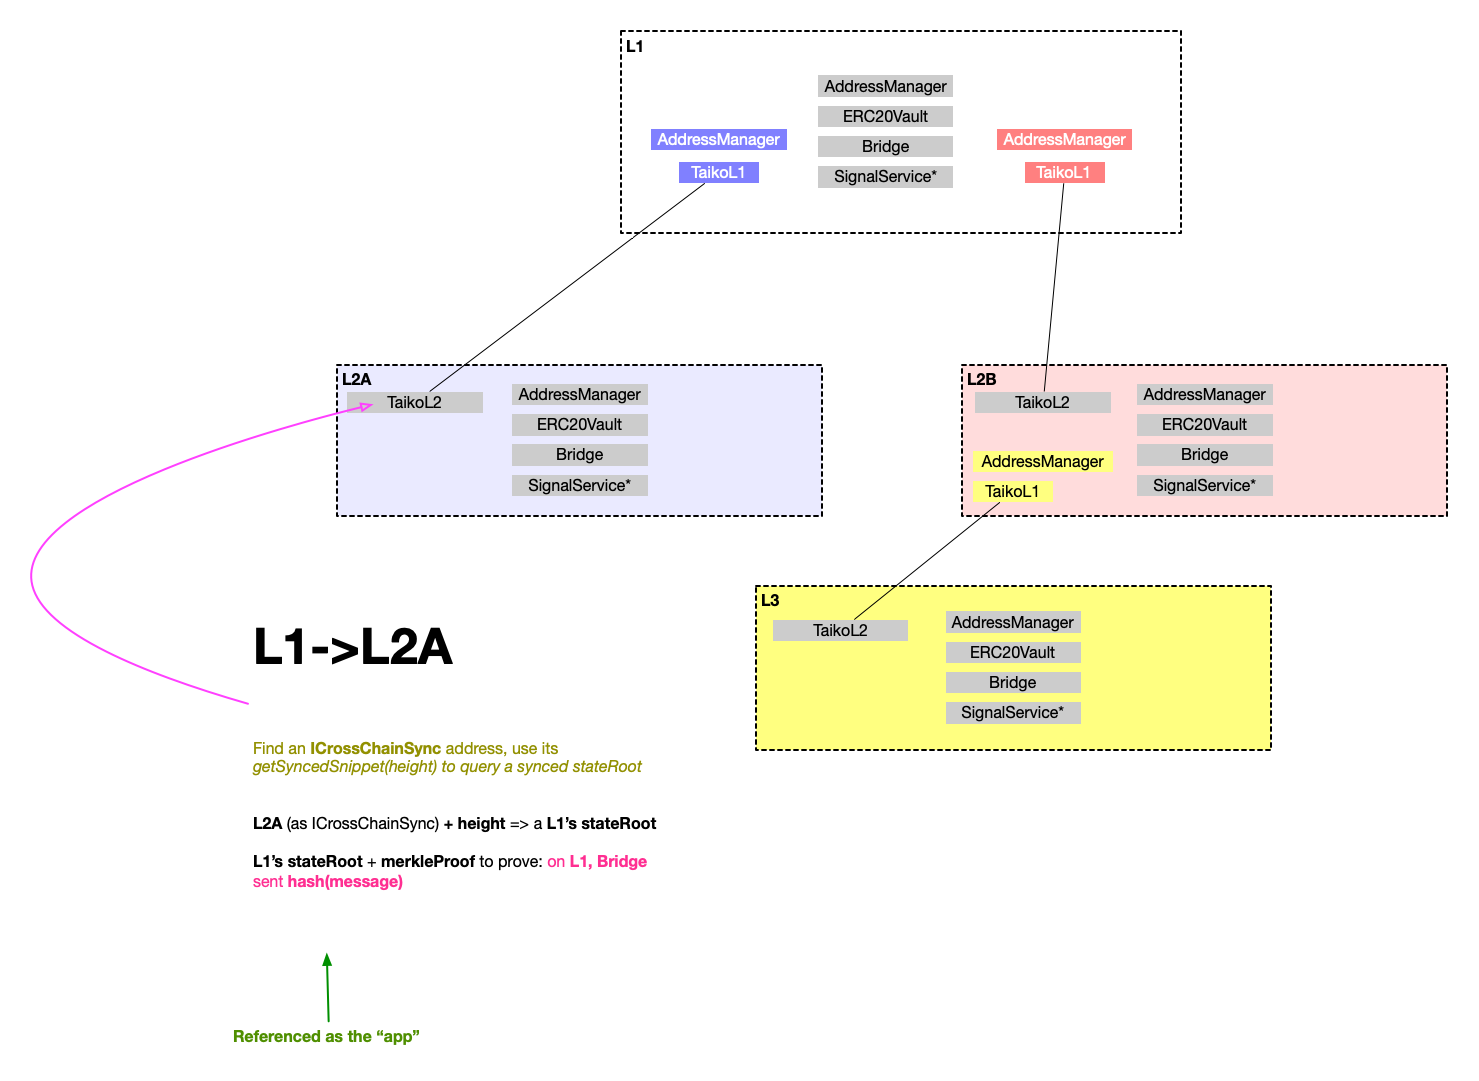 L1
AddressManager
ERC20Vault
Bridge
SignalService*
AddressManager
TaikoL1
AddressManager
TaikoL1
L2A
TaikoL2
AddressManager
ERC20Vault
Bridge
SignalService*
L2B
TaikoL2
AddressManager
TaikoL1
AddressManager
ERC20Vault
Bridge
SignalService*
L3
TaikoL2
AddressManager
ERC20Vault
Bridge
SignalService*
L1->L2A
Find an ICrossChainSync address, use its
getSyncedSnippet(height) to query a synced stateRoot
L2A (as ICrossChainSync) + height => a L1’s stateRoot
L1’s stateRoot + merkleProof to prove: on L1, Bridge
sent hash(message)
Referenced as the “app”